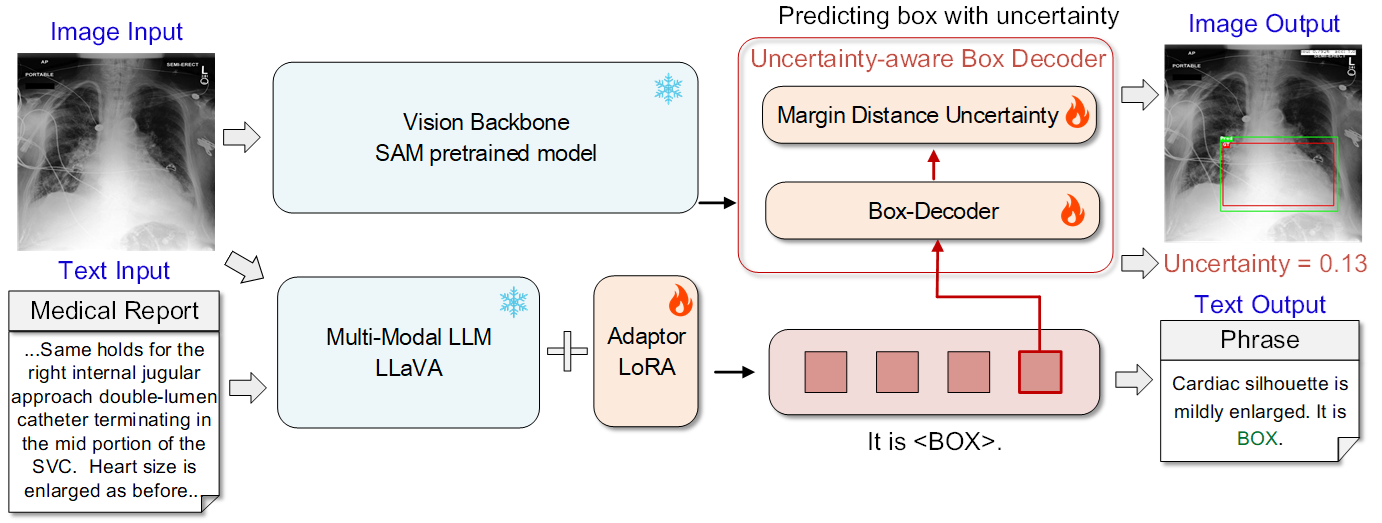 Image Input
AP
PORTABLE
SEMI-ERECT
L
Text Input
Medical Report
...Same holds for the
right internal jugular
approach double-lumen
catheter terminating in
the mid portion of the
SVC. Heart size is
enlarged as before...
Vision Backbone
SAM pretrained model
Multi-Modal LLM
LLaVA
Adaptor
LoRA
Predicting box with uncertainty
Uncertainty-aware Box Decoder
Margin Distance Uncertainty
Box-Decoder
It is <BOX>.
Image Output
AP
PORTABLE
SEMI-ERECT
L
Pred
GT
Uncertainty = 0.13
Text Output
Phrase
Cardiac silhouette is
mildly enlarged. It is
BOX.